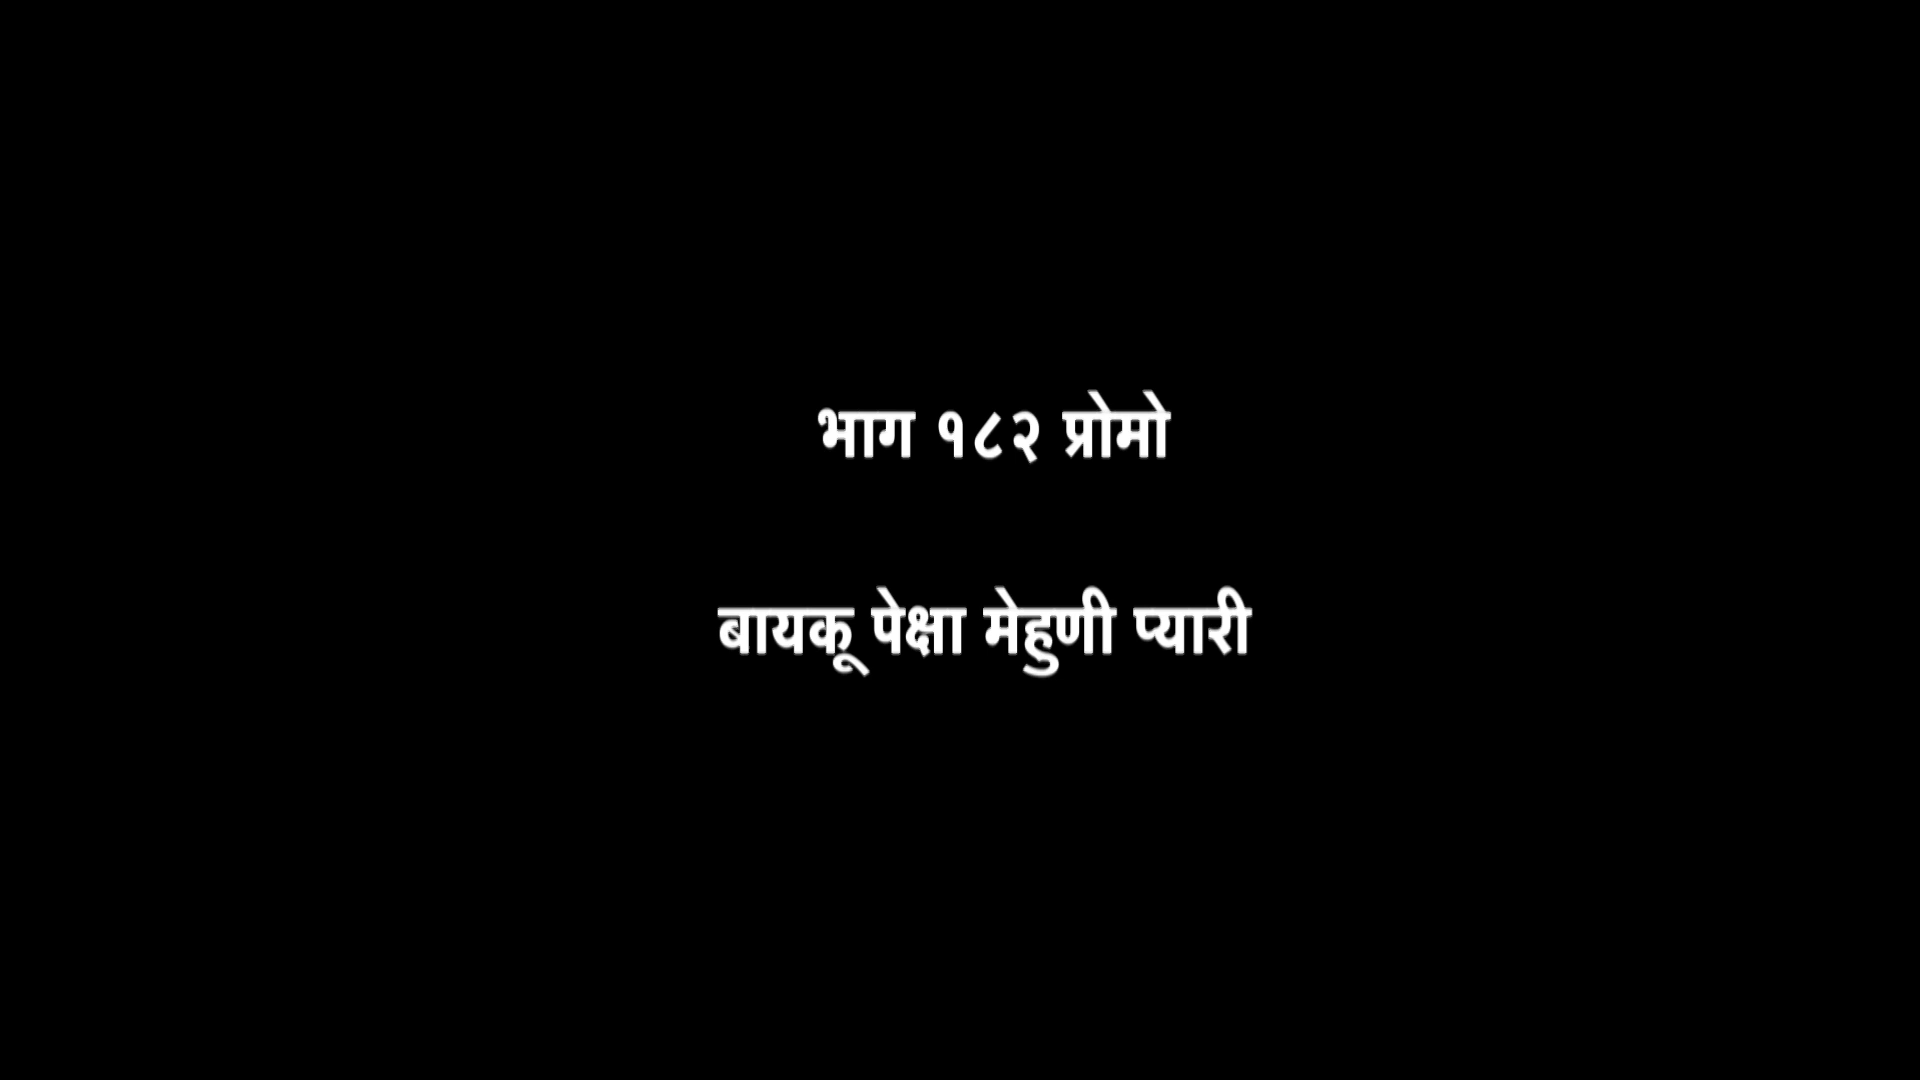 भाग १८२ प्रोमो
बायकू पेक्षा मेहुणी प्यारी